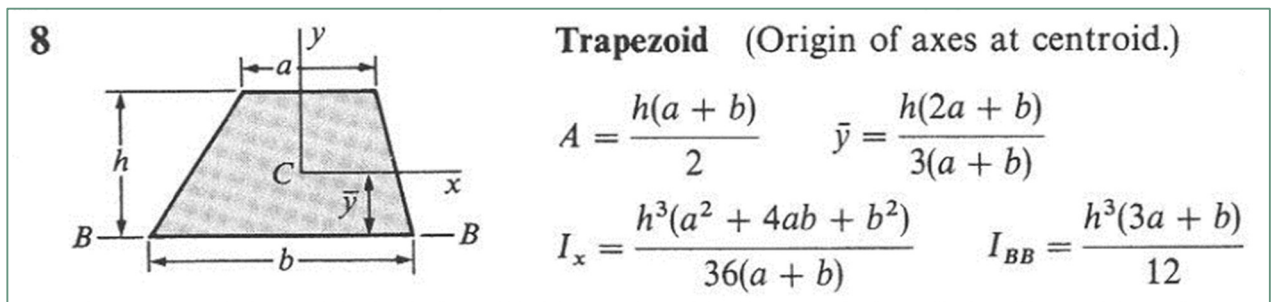 8
y
a
h
C
x
ȳ
B
B
b
Trapezoid (Origin of axes at centroid.)
A = h(a + b) / 2    ȳ = h(2a + b) / 3(a + b)
Iₓ = h³(a² + 4ab + b²) / 36(a + b)    I_BB = h³(3a + b) / 12